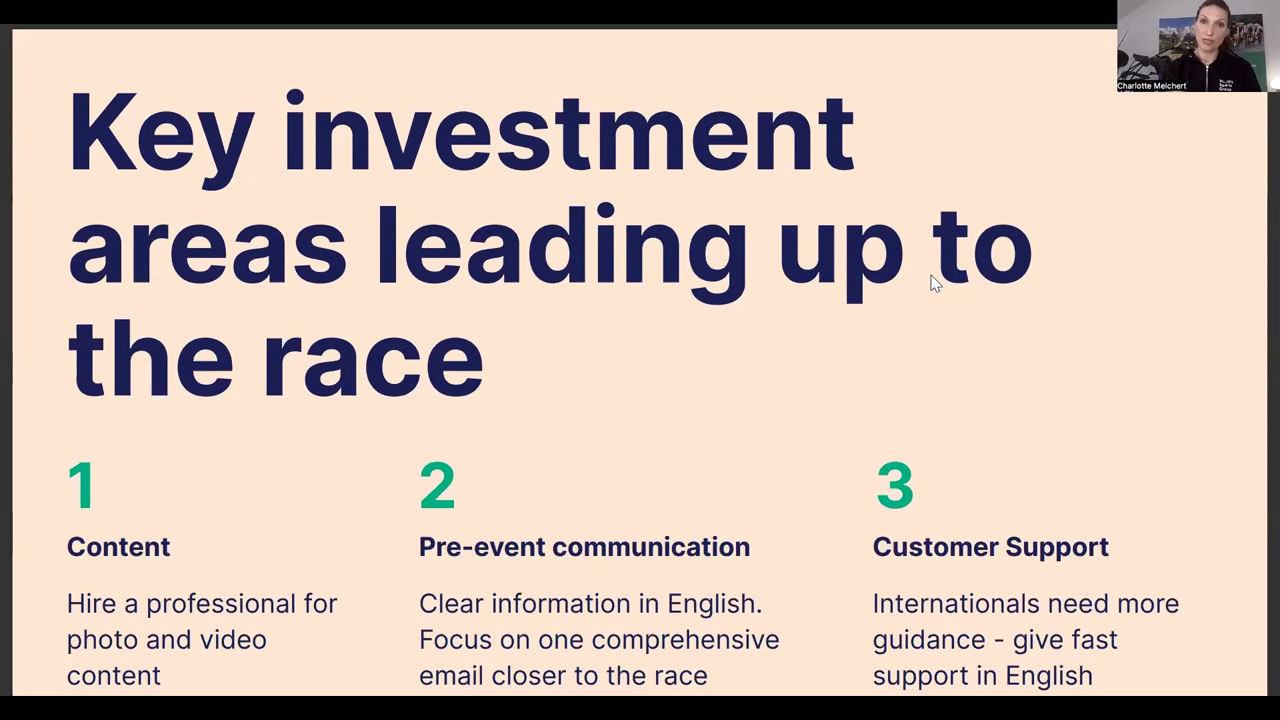 Key investment
areas leading up to
the race
1
Content
Hire a professional for
photo and video
content
2
Pre-event communication
Clear information in English.
Focus on one comprehensive
email closer to the race
3
Customer Support
Internationals need more
guidance - give fast
support in English
Charlotte Melchert